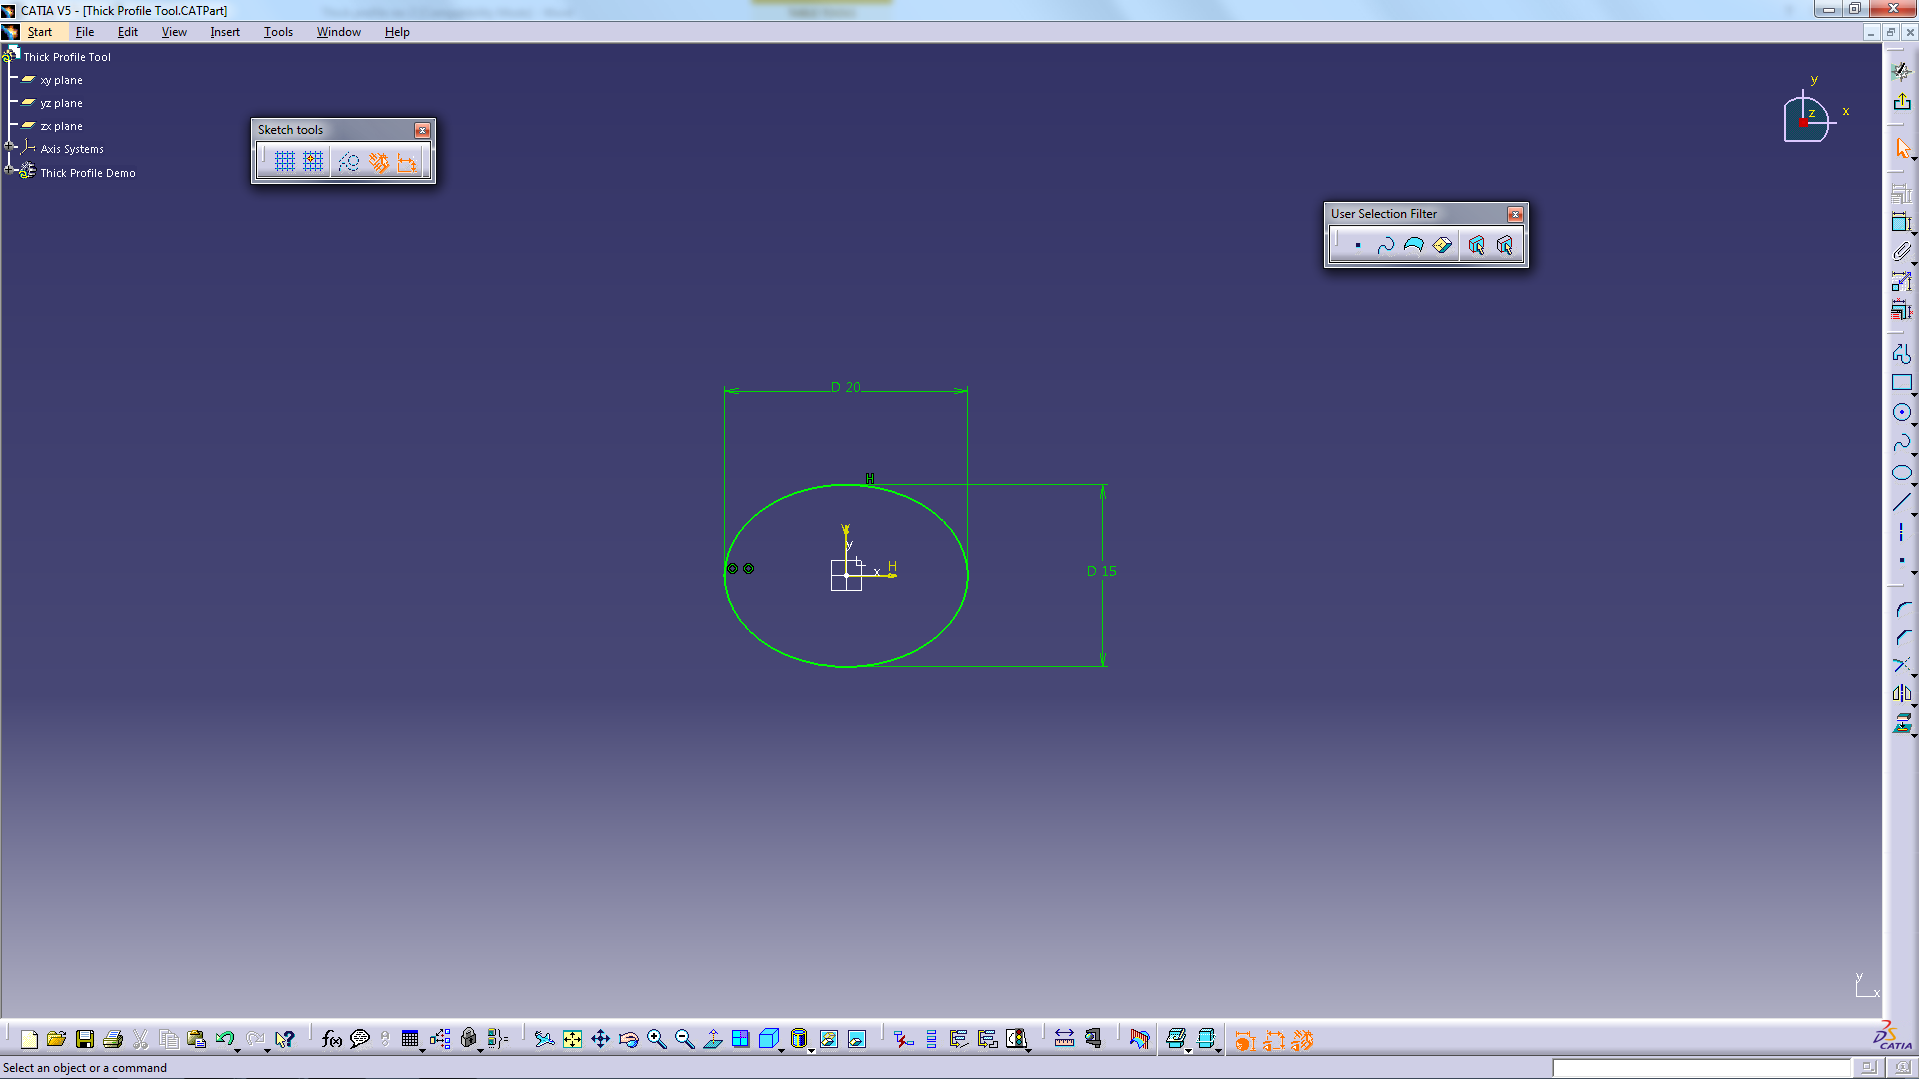 CATIA V5 - [Thick Profile Tool.CATPart]
Start File Edit View Insert Tools Window Help
Thick Profile Tool
xy plane
yz plane
zx plane
Axis Systems
Thick Profile Demo
Sketch tools
User Selection Filter
y
x
z
D 20
H
V
y
x H
D 15
y
x
f(x)
CATIA
Select an object or a command